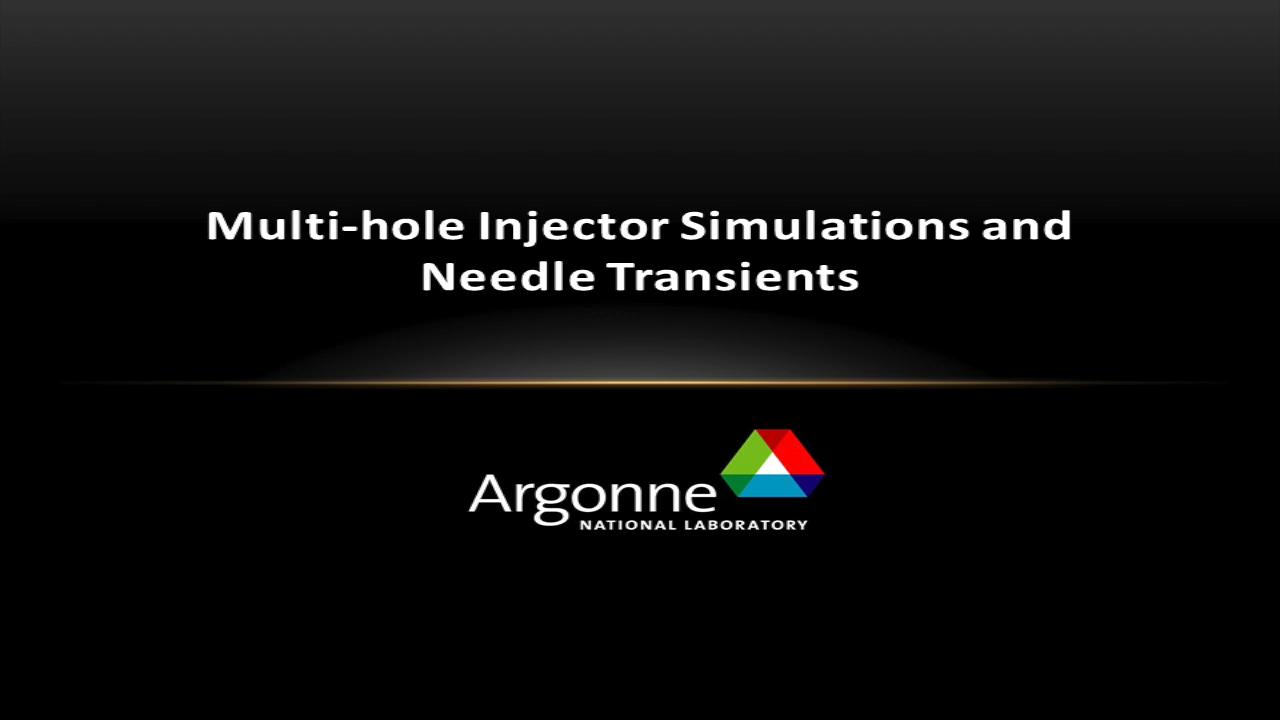 Multi-hole Injector Simulations and
Needle Transients
Argonne
NATIONAL LABORATORY